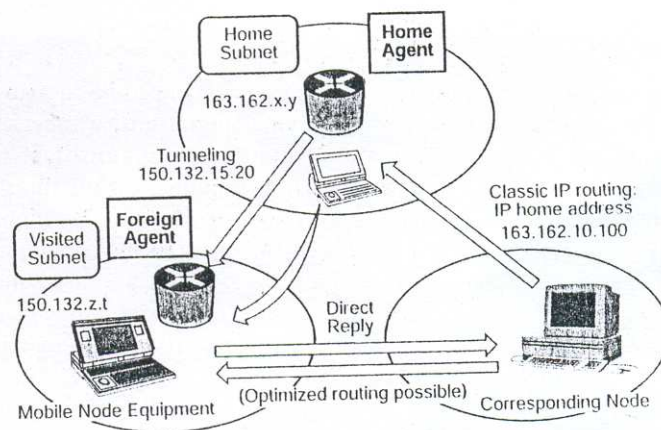 Home
Subnet
Home
Agent
163.162.x.y
Tunneling
150.132.15.20
Classic IP routing:
IP home address
163.162.10.100
Foreign
Agent
Visited
Subnet
150.132.z.t
Direct
Reply
(Optimized routing possible)
Mobile Node Equipment
Corresponding Node